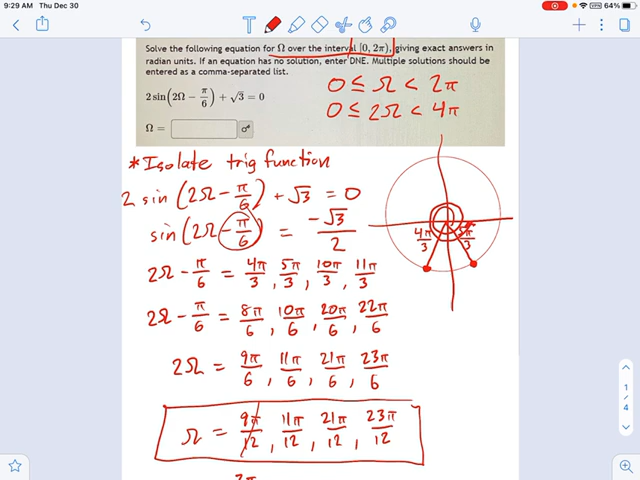 9:29 AM Thu Dec 30
64%
Solve the following equation for Ω over the interval [0, 2π), giving exact answers in
radian units. If an equation has no solution, enter DNE. Multiple solutions should be
entered as a comma-separated list.
2 sin(2Ω − π/6) + √3 = 0
Ω =
σ⁴
0 ≤ Ω < 2π
0 ≤ 2Ω < 4π
*Isolate trig function
2 sin(2Ω − π/6) + √3 = 0
sin(2Ω − π/6) = −√3/2
4π/3 5π/3
2Ω − π/6 = 4π/3, 5π/3, 10π/3, 11π/3
2Ω − π/6 = 8π/6, 10π/6, 20π/6, 22π/6
2Ω = 9π/6, 11π/6, 21π/6, 23π/6
Ω = 9π/12, 11π/12, 21π/12, 23π/12
1/4